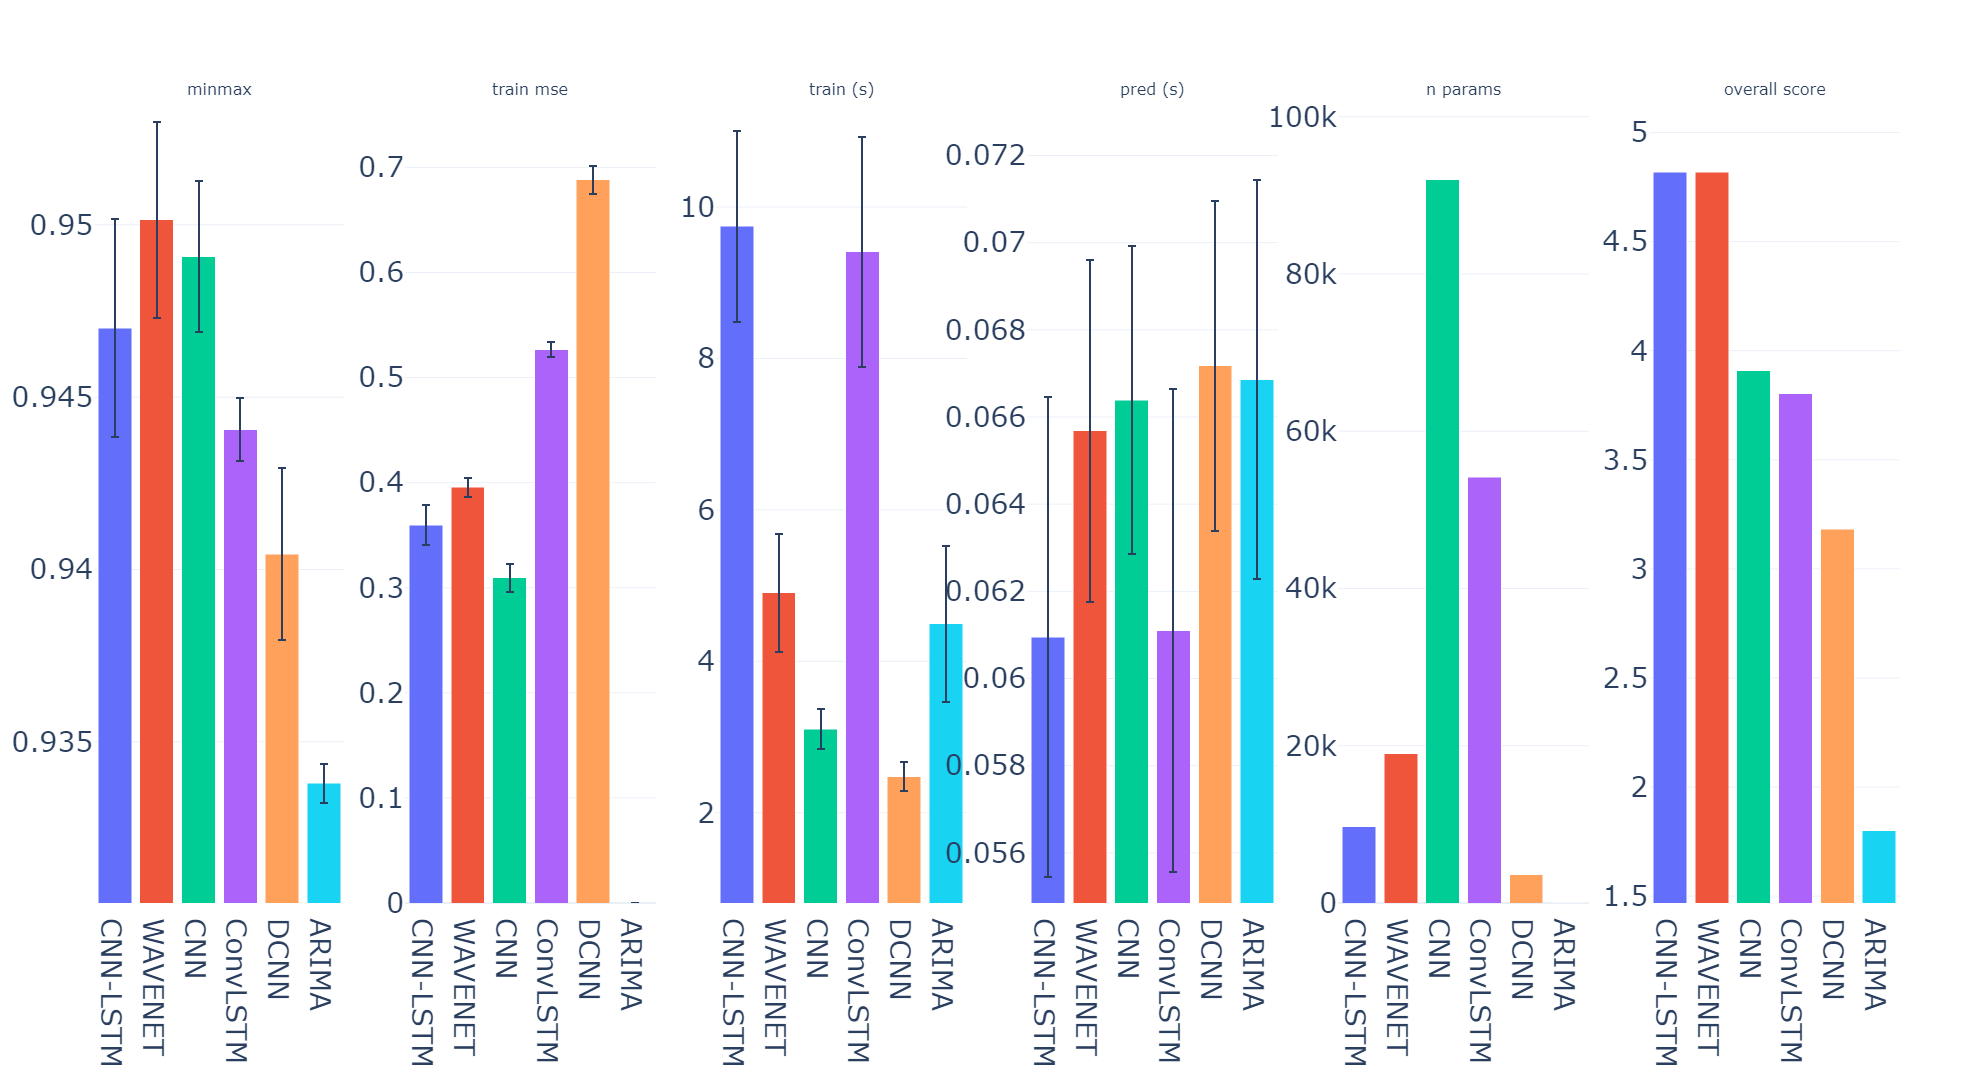 minmax
train mse
train (s)
pred (s)
n params
overall score
0.95
0.945
0.94
0.935
CNN-LSTM
WAVENET
CNN
ConvLSTM
DCNN
ARIMA
0.7
0.6
0.5
0.4
0.3
0.2
0.1
0
CNN-LSTM
WAVENET
CNN
ConvLSTM
DCNN
ARIMA
10
8
6
4
2
CNN-LSTM
WAVENET
CNN
ConvLSTM
DCNN
ARIMA
0.072
0.07
0.068
0.066
0.064
0.062
0.06
0.058
0.056
CNN-LSTM
WAVENET
CNN
ConvLSTM
DCNN
ARIMA
100k
80k
60k
40k
20k
0
CNN-LSTM
WAVENET
CNN
ConvLSTM
DCNN
ARIMA
5
4.5
4
3.5
3
2.5
2
1.5
CNN-LSTM
WAVENET
CNN
ConvLSTM
DCNN
ARIMA